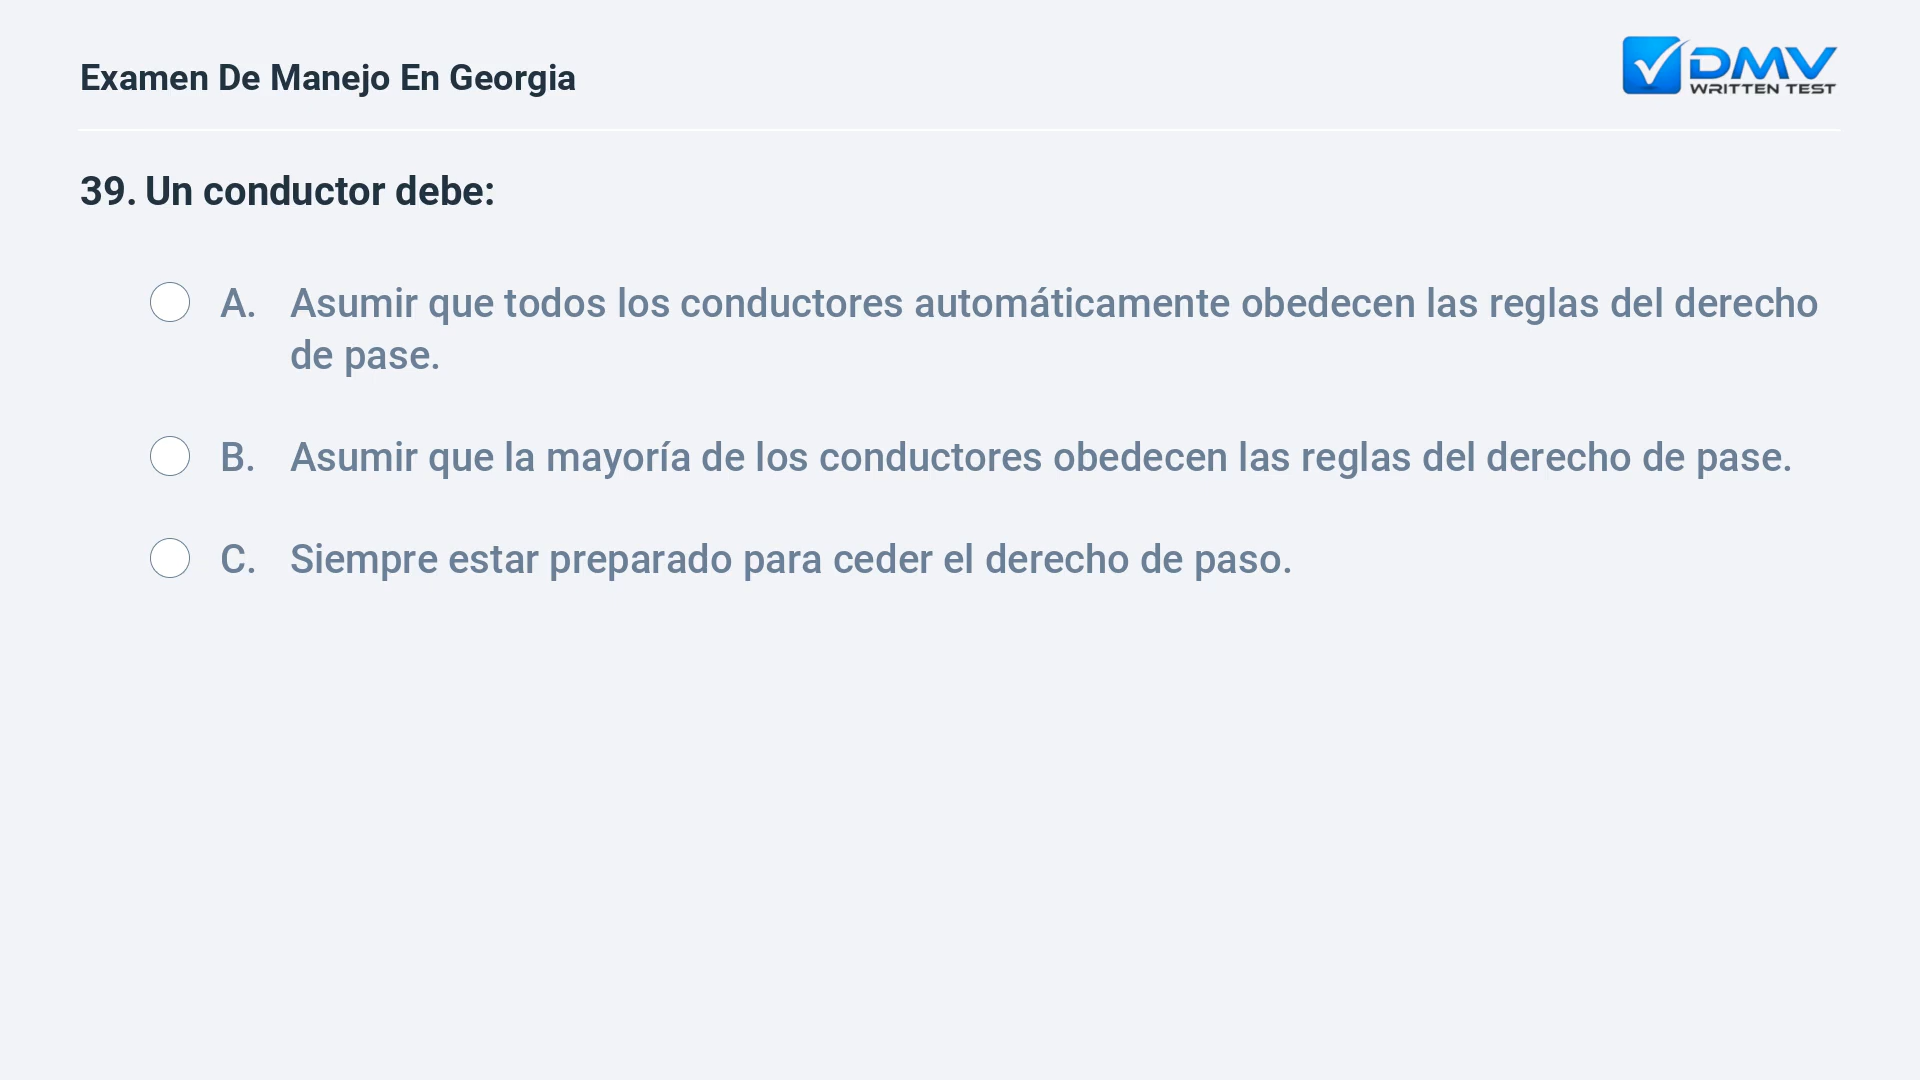 Examen De Manejo En Georgia
DMV
WRITTEN TEST
39. Un conductor debe:
A. Asumir que todos los conductores automáticamente obedecen las reglas del derecho
de pase.
B. Asumir que la mayoría de los conductores obedecen las reglas del derecho de pase.
C. Siempre estar preparado para ceder el derecho de paso.